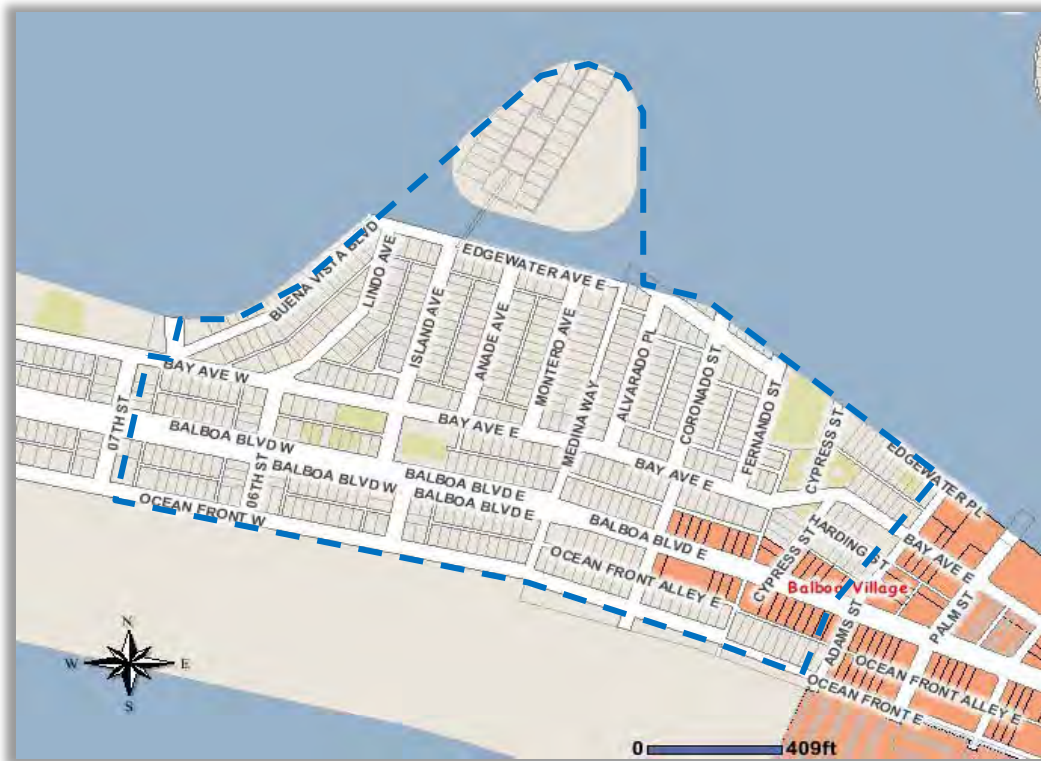 EDGEWATER AVE E
BUENA VISTA BLVD
LINDO AVE
ISLAND AVE
ANADE AVE
MONTERO AVE
MEDINA WAY
ALVARADO PL
CORONADO ST
FERNANDO ST
CYPRESS ST
EDGEWATER PL
BAY AVE W
BAY AVE E
BAY AVE E
BAY AVE E
07TH ST
06TH ST
BALBOA BLVD W
BALBOA BLVD W
BALBOA BLVD E
BALBOA BLVD E
BALBOA BLVD E
HARDING ST
CYPRESS ST
Balboa Village
OCEAN FRONT W
OCEAN FRONT ALLEY E
ADAMS ST
PALM ST
OCEAN FRONT ALLEY E
OCEAN FRONT E
N
W E
S
0 409ft